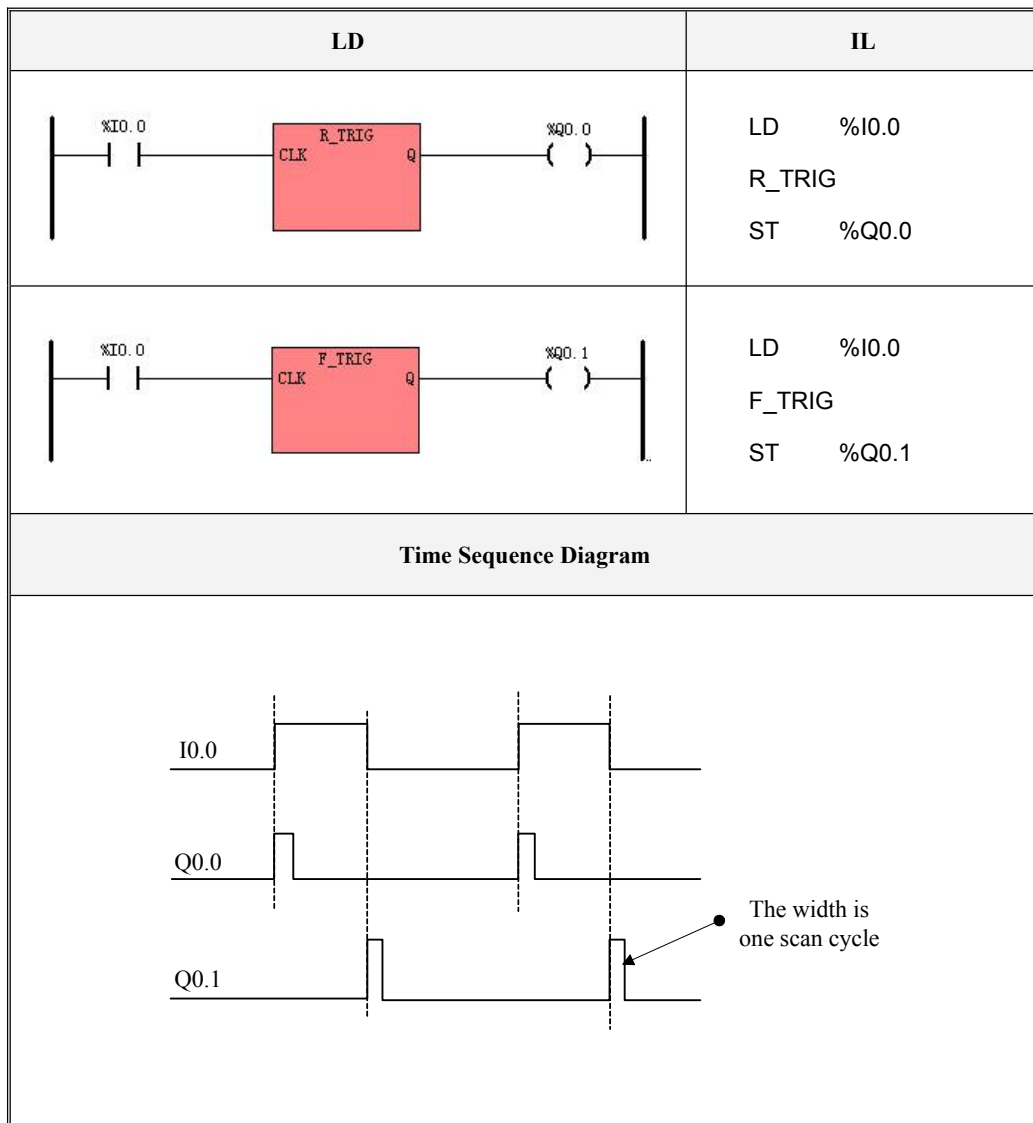 LD
IL
%I0.0
R_TRIG
%Q0.0
CLK
Q
LD %I0.0
R_TRIG
ST %Q0.0
%I0.0
F_TRIG
%Q0.1
CLK
Q
LD %I0.0
F_TRIG
ST %Q0.1
Time Sequence Diagram
I0.0
Q0.0
The width is
one scan cycle
Q0.1